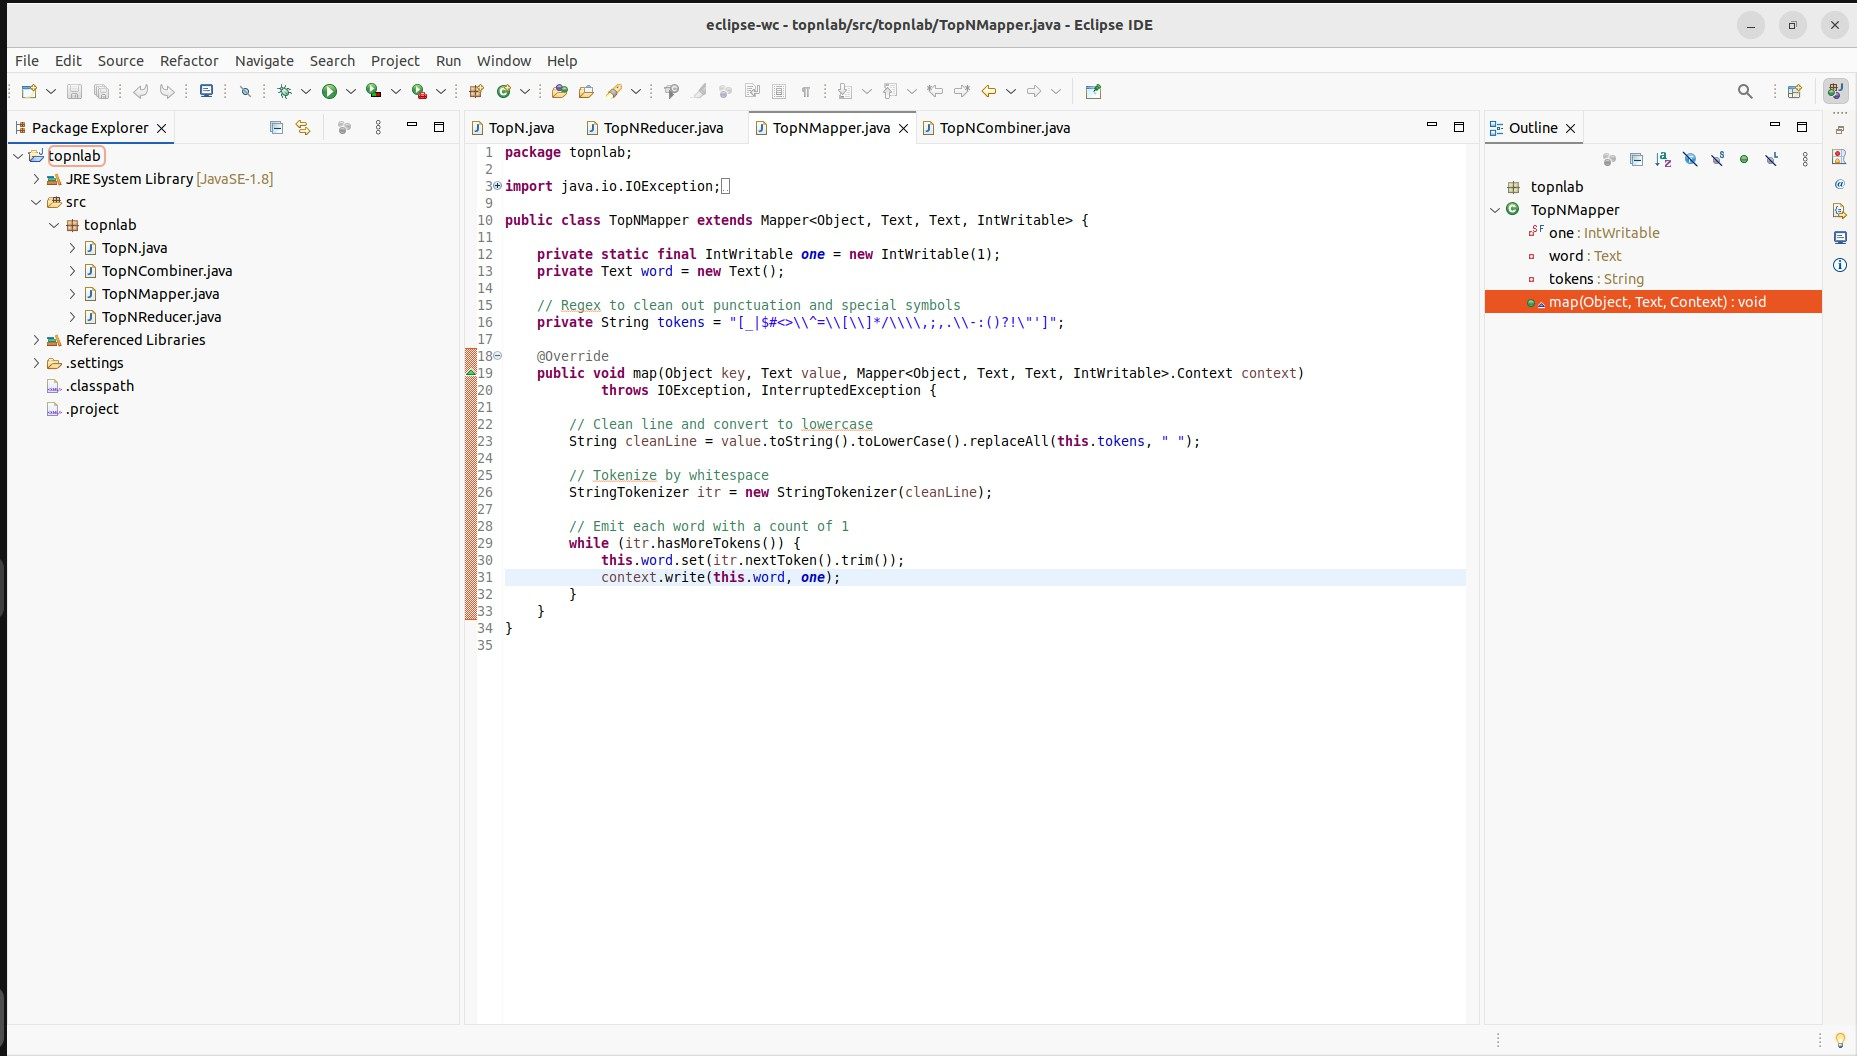 eclipse-wc - topnlab/src/topnlab/TopNMapper.java - Eclipse IDE
File Edit Source Refactor Navigate Search Project Run Window Help
Package Explorer
topnlab
JRE System Library [JavaSE-1.8]
src
topnlab
TopN.java
TopNCombiner.java
TopNMapper.java
TopNReducer.java
Referenced Libraries
.settings
.classpath
.project
TopN.java TopNReducer.java TopNMapper.java TopNCombiner.java
1 package topnlab;
2
3 import java.io.IOException;
9
10 public class TopNMapper extends Mapper<Object, Text, Text, IntWritable> {
11
12 private static final IntWritable one = new IntWritable(1);
13 private Text word = new Text();
14
15 // Regex to clean out punctuation and special symbols
16 private String tokens = "[_|$#<>\\^=\\[\\]*/\\\\,;,.\\-:()?!\"']";
17
18 @Override
19 public void map(Object key, Text value, Mapper<Object, Text, Text, IntWritable>.Context context)
20 throws IOException, InterruptedException {
21
22 // Clean line and convert to lowercase
23 String cleanLine = value.toString().toLowerCase().replaceAll(this.tokens, " ");
24
25 // Tokenize by whitespace
26 StringTokenizer itr = new StringTokenizer(cleanLine);
27
28 // Emit each word with a count of 1
29 while (itr.hasMoreTokens()) {
30 this.word.set(itr.nextToken().trim());
31 context.write(this.word, one);
32 }
33 }
34 }
35
Outline
topnlab
TopNMapper
one : IntWritable
word : Text
tokens : String
map(Object, Text, Context) : void